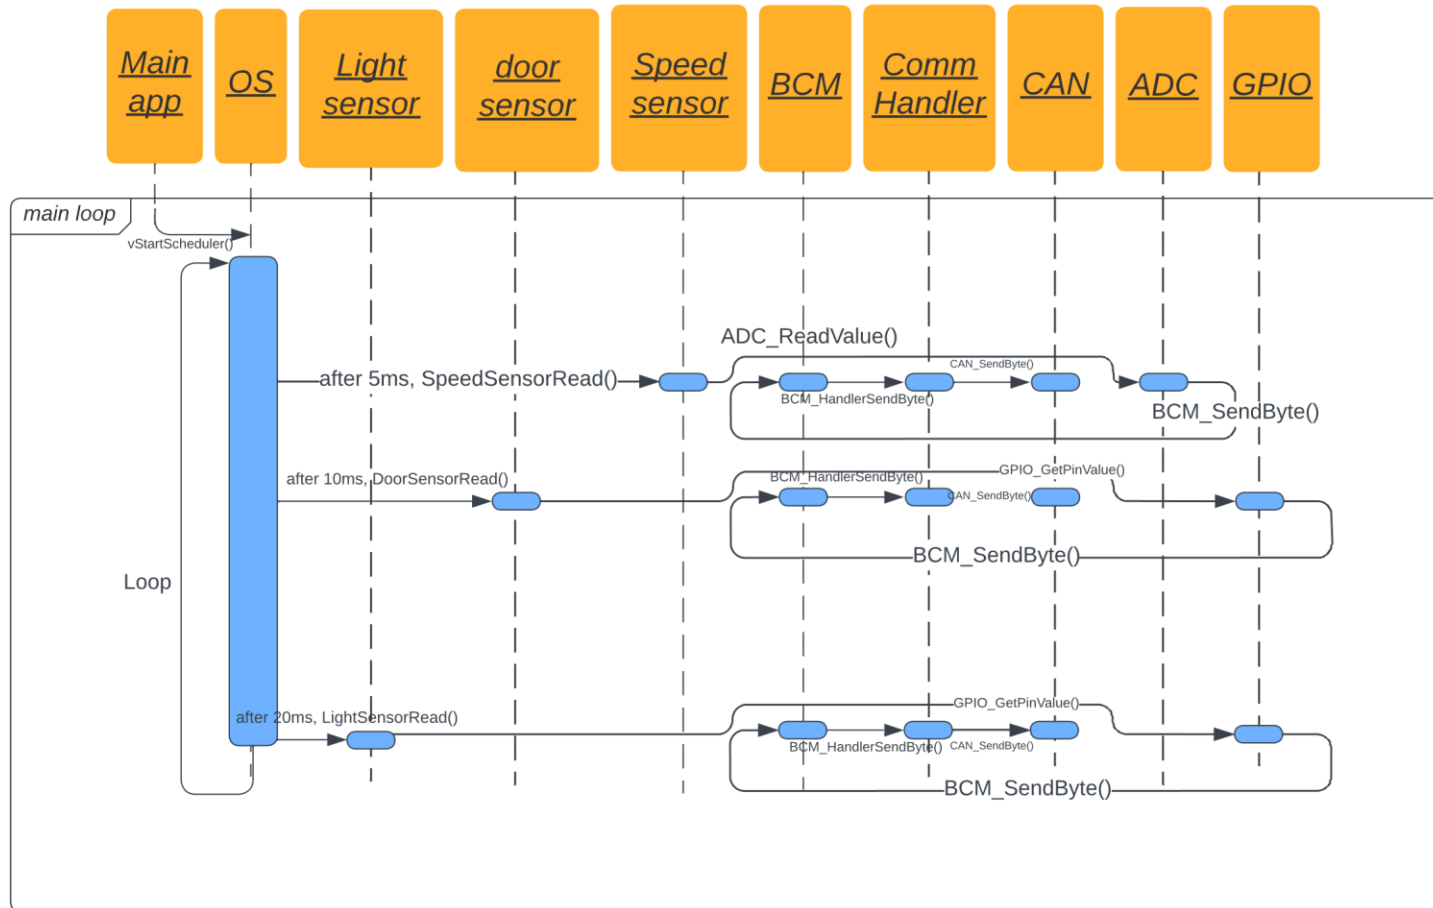 Main
app
OS
Light
sensor
door
sensor
Speed
sensor
BCM
Comm
Handler
CAN
ADC
GPIO
main loop
vStartScheduler()
ADC_ReadValue()
CAN_SendByte()
after 5ms, SpeedSensorRead()
BCM_HandlerSendByte()
BCM_SendByte()
GPIO_GetPinValue()
BCM_HandlerSendByte()
after 10ms, DoorSensorRead()
CAN_SendByte()
BCM_SendByte()
Loop
GPIO_GetPinValue()
after 20ms, LightSensorRead()
BCM_HandlerSendByte()
CAN_SendByte()
BCM_SendByte()